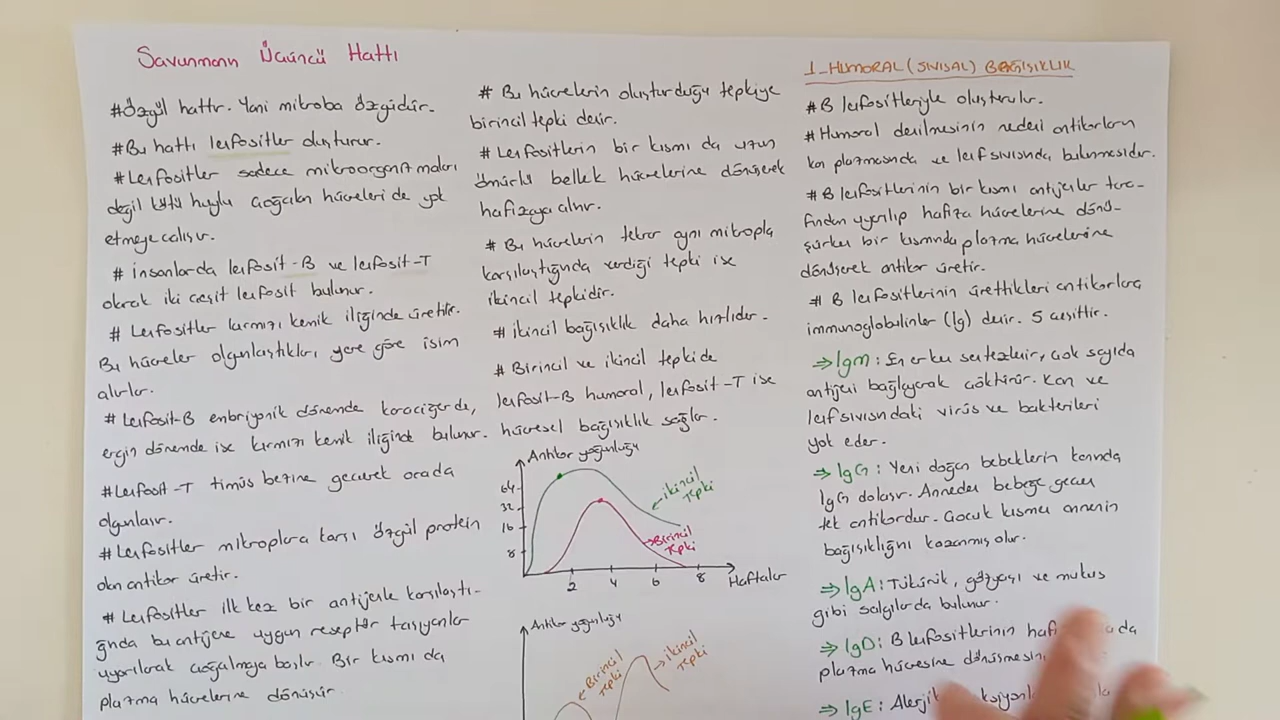 Savunmanın Üçüncü Hattı
#Özgül hattır. Yani mikroba özgüdür.
#Bu hattı lenfositler oluşturur.
#Lenfositler sadece mikroorganizmaları
değil kötü huylu çoğalan hücreleri de yok
etmeye çalışır.
# İnsanlarda lenfosit-B ve lenfosit-T
olarak iki çeşit lenfosit bulunur.
# Lenfositler kırmızı kemik iliğinde üretilir.
Bu hücreler olgunlaştıkları yere göre isim
alırlar.
#Lenfosit-B embriyonik dönemde karaciğerde,
ergin dönemde ise kırmızı kemik iliğinde bulunur.
#Lenfosit-T timüs bezine geçerek orada
olgunlaşır.
#Lenfositler mikroplara karşı özgül protein
olan antikor üretir.
# Lenfositler ilk kez bir antijenle karşılaştı-
ğında bu antijene uygun reseptör taşıyanlar
uyarılarak çoğalmaya başlar. Bir kısmı da
plazma hücrelerine dönüşür.
# Bu hücrelerin oluşturduğu tepkiye
birincil tepki denir.
# Lenfositlerin bir kısmı da uzun
ömürlü bellek hücrelerine dönüşerek
hafızaya alınır.
# Bu hücrelerin tekrar aynı mikropla
karşılaştığında verdiği tepki ise
ikincil tepkidir.
# İkincil bağışıklık daha hızlıdır.
# Birincil ve ikincil tepkide
lenfosit-B humoral, lenfosit-T ise
hücresel bağışıklık sağlar.
Antikor yoğunluğu
64
32
16
8
İkincil
Tepki
Birincil
Tepki
2 4 6 8 Haftalar
Antikor yoğunluğu
Birincil
Tepki
İkincil
Tepki
1-HUMORAL (SIVISAL) BAĞIŞIKLIK
#B lenfositleriyle oluşturulur.
#Humoral denilmesinin nedeni antikorların
kan plazmasında ve lenf sıvısında bulunmasıdır.
#B lenfositlerinin bir kısmı antijenler tara-
fından uyarılıp hafıza hücrelerine dönü-
şürken bir kısmında plazma hücrelerine
dönüşerek antikor üretir.
# B lenfositlerinin ürettikleri antikorlara
immunoglobulinler (Ig) denir. 5 çeşittir.
⇒IgM: En erken sentezlenir, çok sayıda
antijeni bağlayarak çöktürür. Kan ve
lenf sıvısındaki virüs ve bakterileri
yok eder.
⇒IgG: Yeni doğan bebeklerin kanında
IgG dolaşır. Anneden bebeğe geçen
tek antikordur. Çocuk kısmen annenin
bağışıklığını kazanmış olur.
⇒IgA: Tükürük, gözyaşı ve mukus
gibi salgılarda bulunur.
⇒IgD: B lenfositlerinin
plazma hücresine
⇒IgE: Alerjik